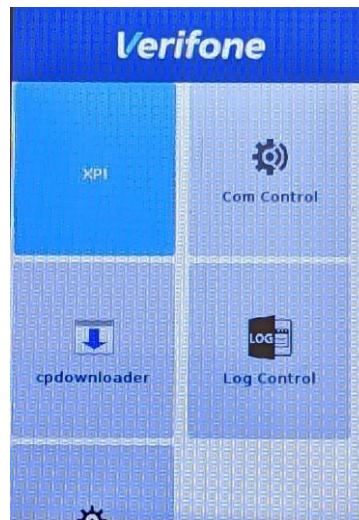 Verifone
XPI
Com Control
cpdownloader
LOG
Log Control